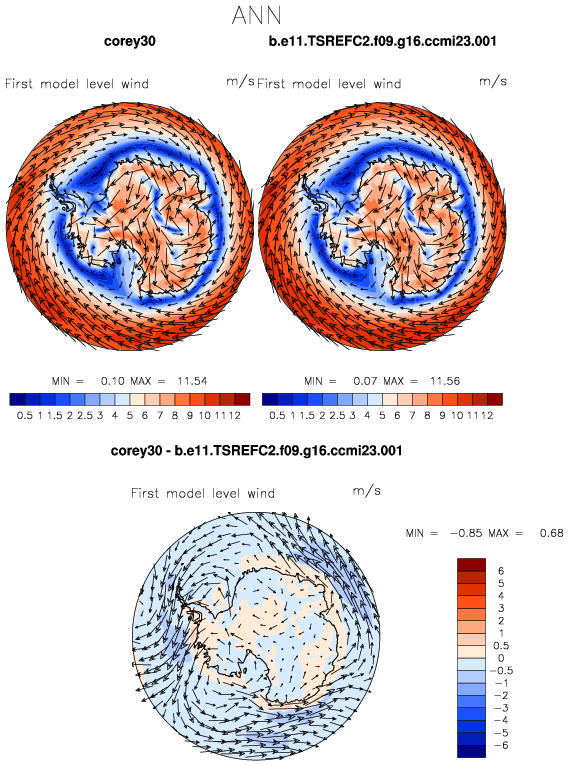 ANN
corey30 b.e11.TSREFC2.f09.g16.ccmi23.001
First model level wind m/s First model level wind m/s
MIN = 0.10 MAX = 11.54 MIN = 0.07 MAX = 11.56
0.5 1 1.5 2 2.5 3 4 5 6 7 8 9 10 11 12 0.5 1 1.5 2 2.5 3 4 5 6 7 8 9 10 11 12
corey30 - b.e11.TSREFC2.f09.g16.ccmi23.001
First model level wind m/s
MIN = -0.85 MAX = 0.68
6
5
4
3
2
1
0.5
0
-0.5
-1
-2
-3
-4
-5
-6